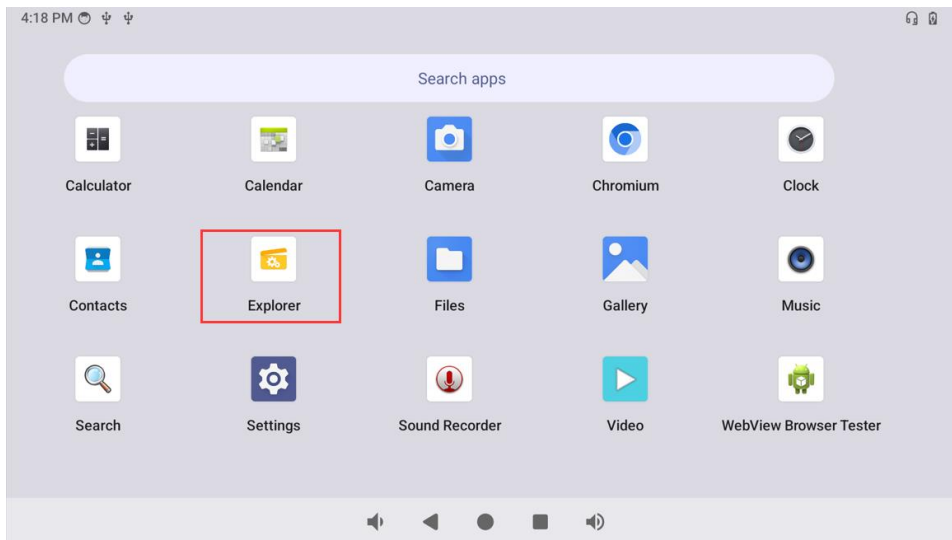 4:18 PM
Search apps
Calculator Calendar Camera Chromium Clock
Contacts Explorer Files Gallery Music
Search Settings Sound Recorder Video WebView Browser Tester